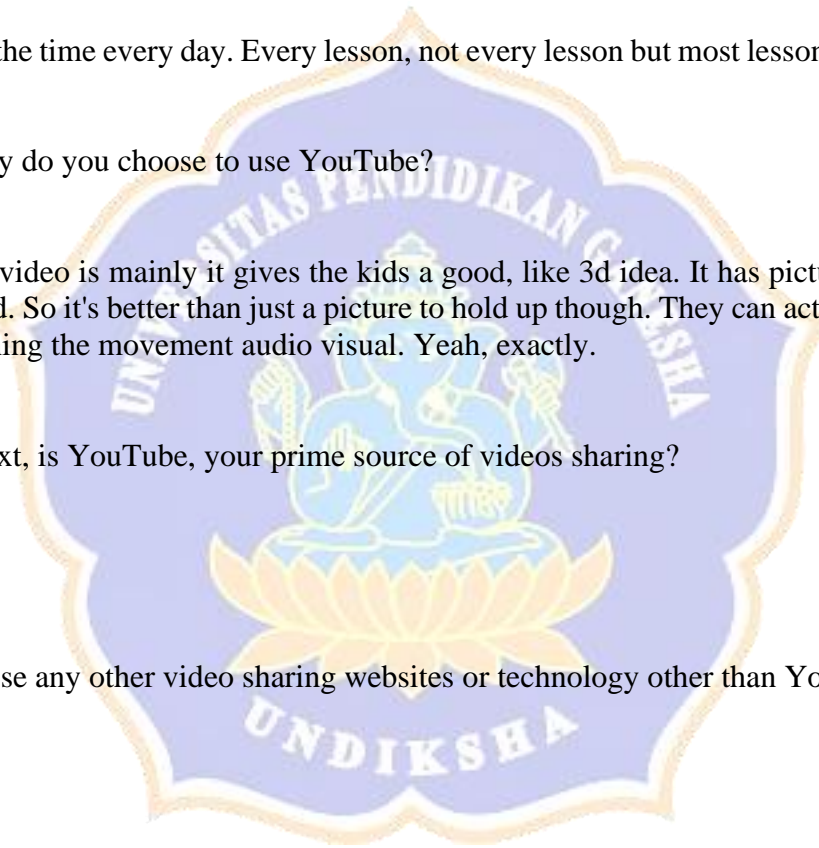 the time every day. Every lesson, not every lesson but most lesson
y do you choose to use YouTube?
UNIVERSITAS PENDIDIKAN GANESHA
video is mainly it gives the kids a good, like 3d idea. It has pictu
d. So it's better than just a picture to hold up though. They can act
ing the movement audio visual. Yeah, exactly.
xt, is YouTube, your prime source of videos sharing?
se any other video sharing websites or technology other than Yo
UNDIKSHA